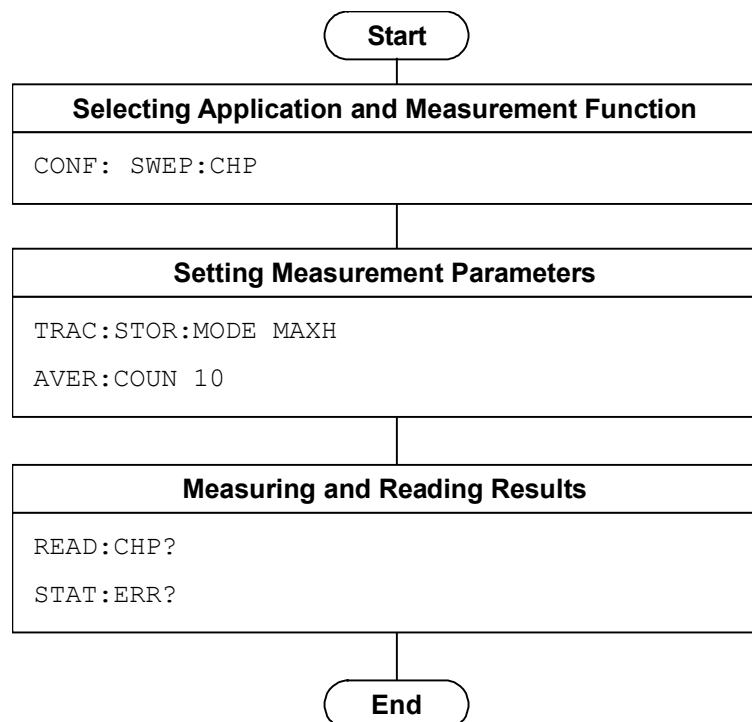 Start
Selecting Application and Measurement Function
CONF: SWEP:CHP
Setting Measurement Parameters
TRAC:STOR:MODE MAXH
AVER:COUN 10
Measuring and Reading Results
READ:CHP?
STAT:ERR?
End